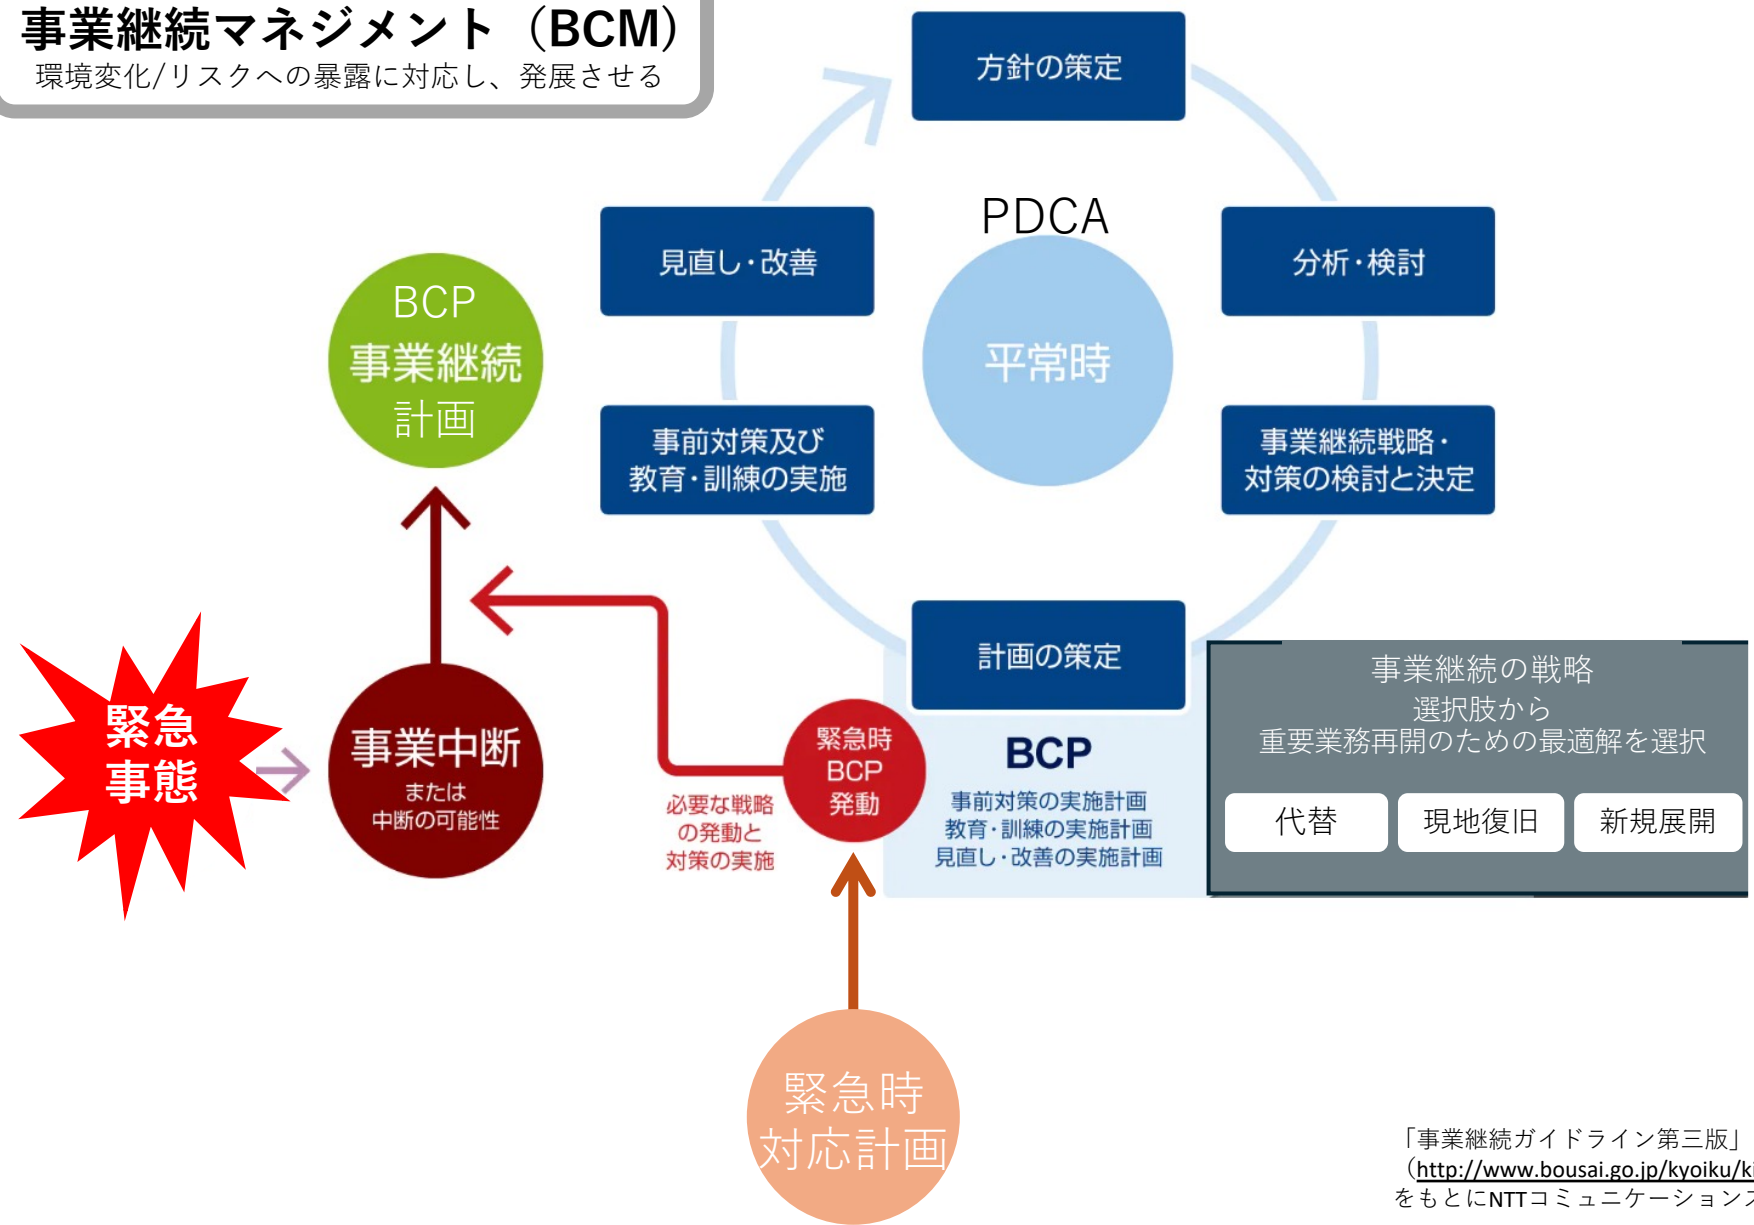 事業継続マネジメント（BCM）
環境変化/リスクへの暴露に対応し、発展させる
方針の策定
PDCA
見直し・改善
分析・検討
BCP
事業継続
計画
平常時
事前対策及び
教育・訓練の実施
事業継続戦略・
対策の検討と決定
計画の策定
事業継続の戦略
選択肢から
重要業務再開のための最適解を選択
代替
現地復旧
新規展開
緊急
事態
事業中断
または
中断の可能性
緊急時
BCP
発動
必要な戦略
の発動と
対策の実施
BCP
事前対策の実施計画
教育・訓練の実施計画
見直し・改善の実施計画
緊急時
対応計画
「事業継続ガイドライン第三版」
（http://www.bousai.go.jp/kyoiku/ki
をもとにNTTコミュニケーションズ